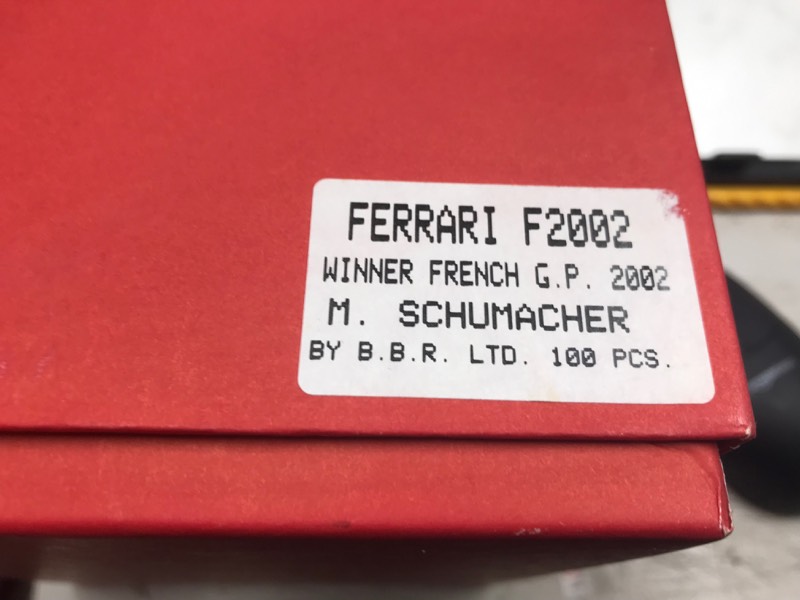 FERRARI F2002
WINNER FRENCH G.P. 2002
M. SCHUMACHER
BY B.B.R. LTD. 100 PCS.